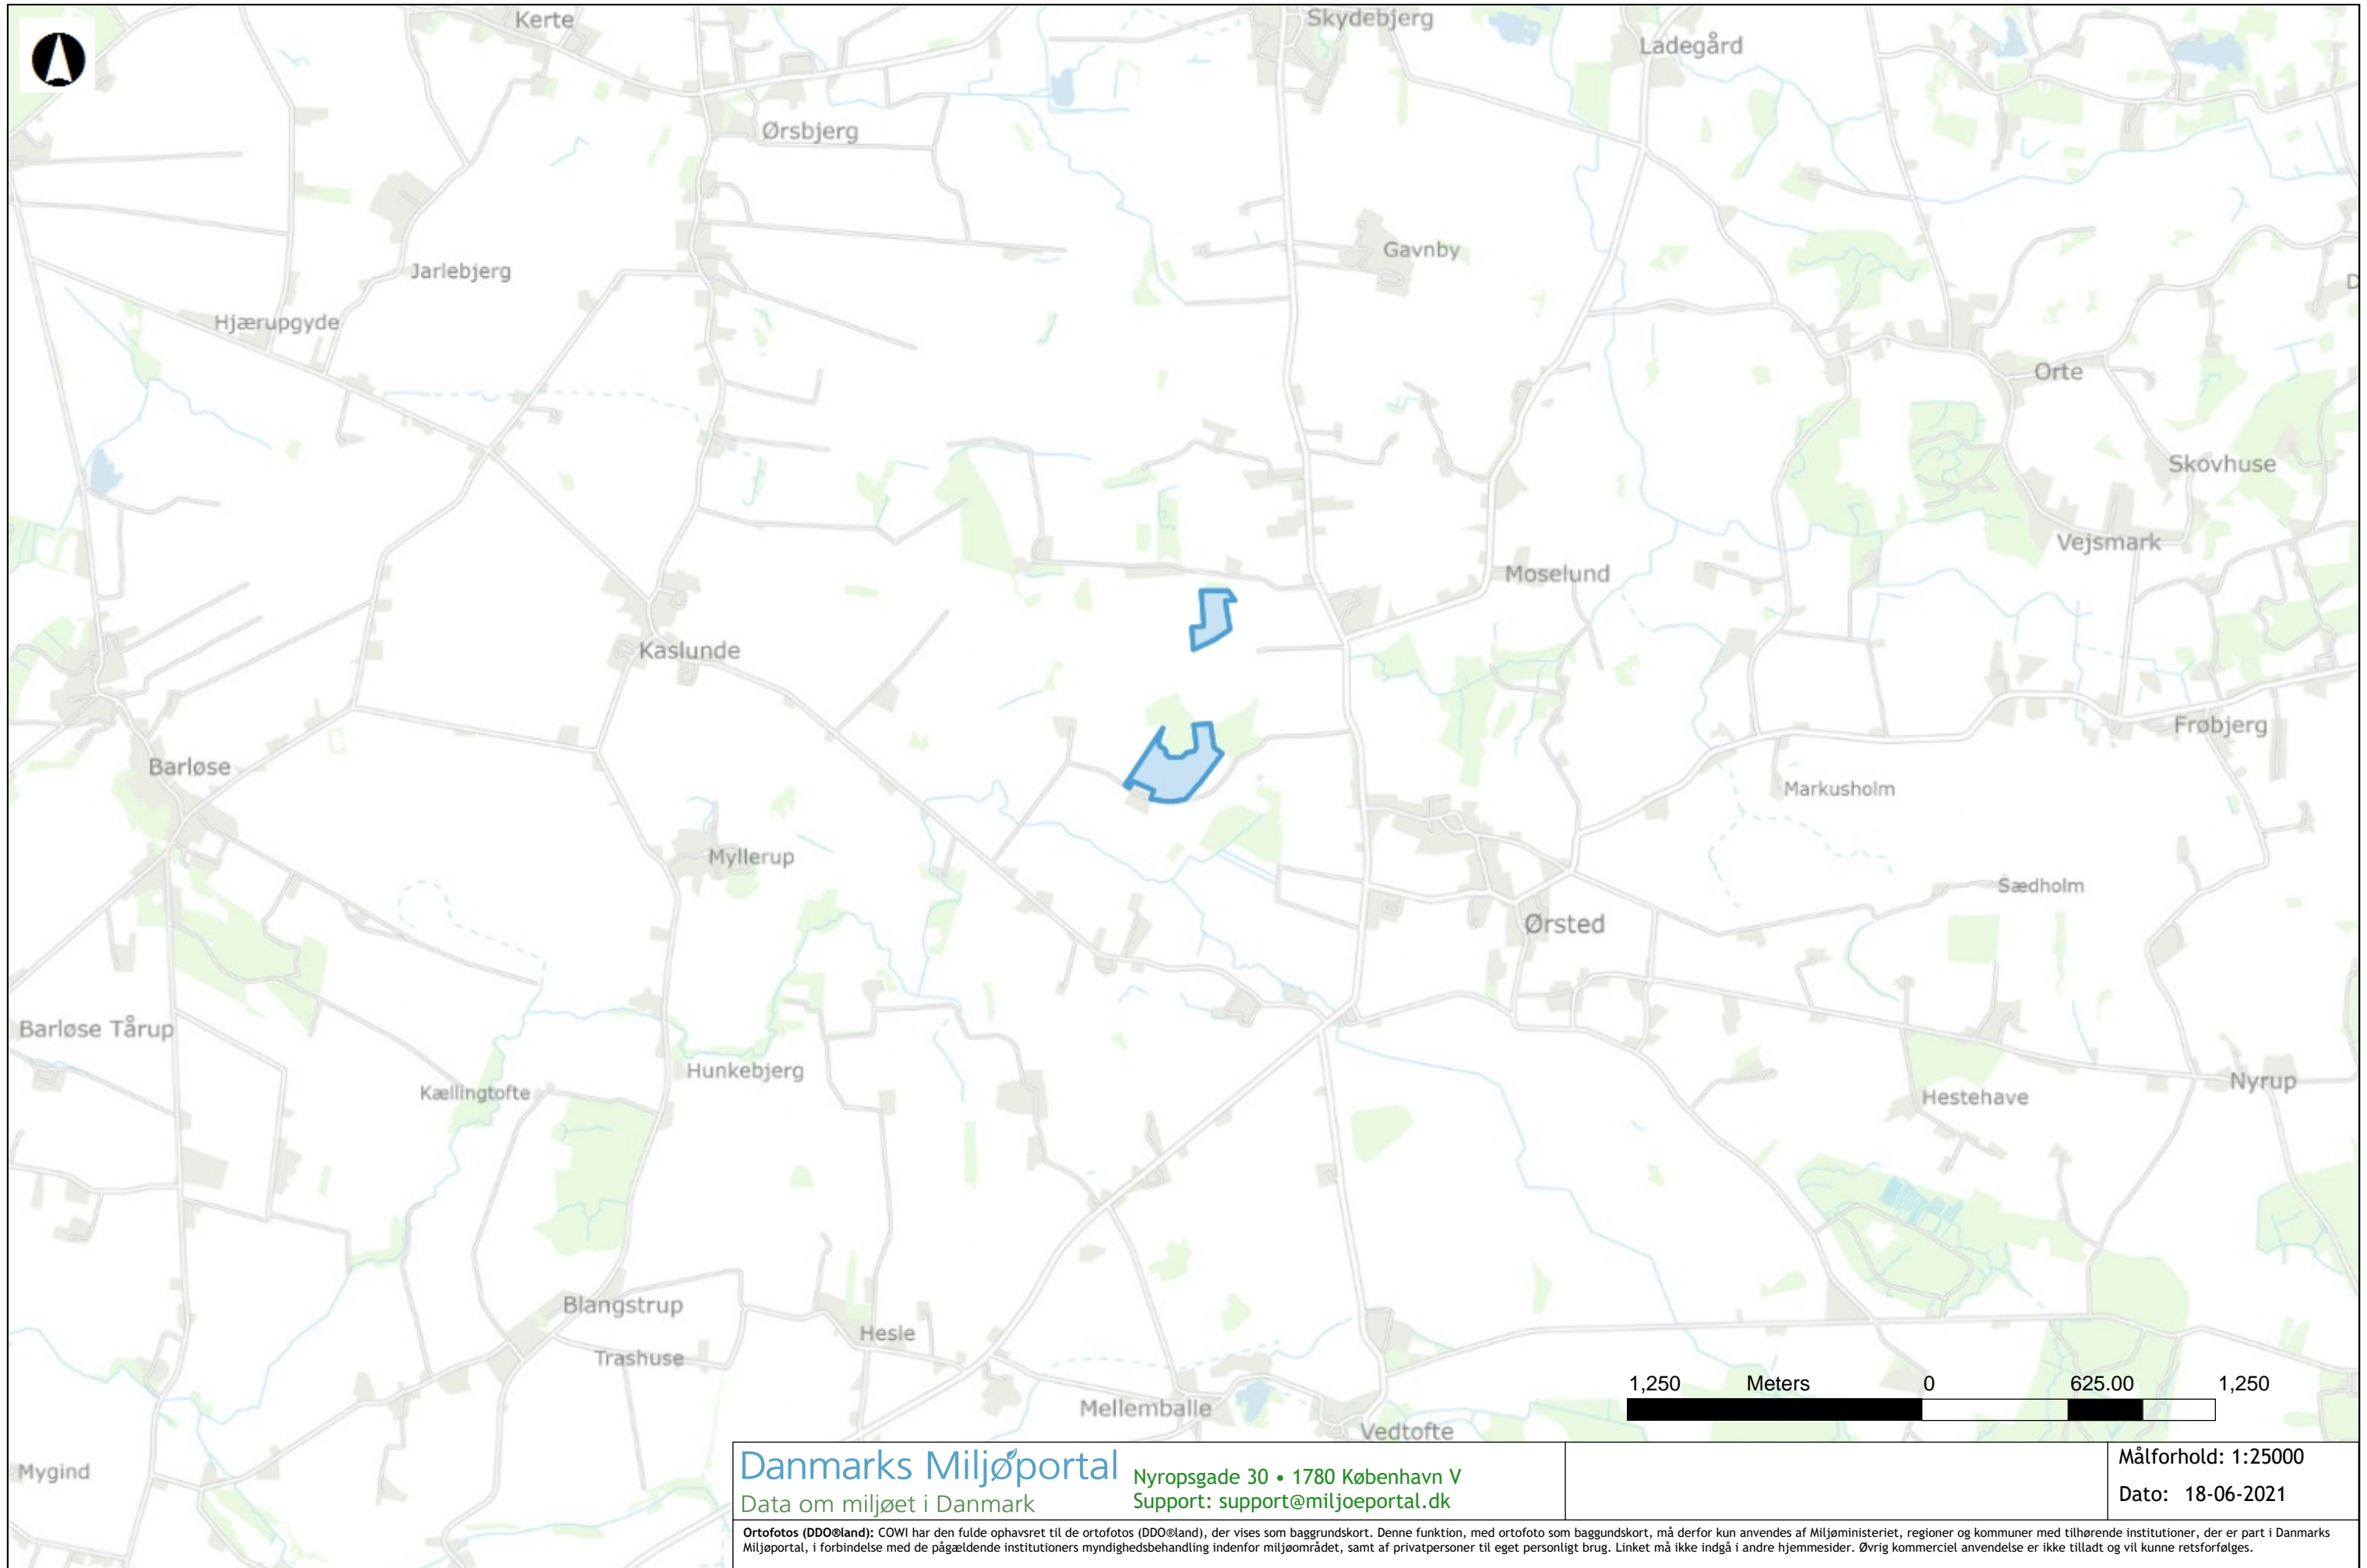 Kerte
Skydebjerg
Ladegård
Ørsbjerg
Gavnby
Jarlebjerg
D
Hjærupgyde
Orte
Skovhuse
Vejsmark
Moselund
Kaslunde
Frøbjerg
Barløse
Markusholm
Myllerup
Sædholm
Ørsted
Barløse Tårup
Hunkebjerg
Nyrup
Kællingtofte
Hestehave
Blangstrup
Hesle
Trashuse
1,250 Meters 0 625.00 1,250
Mellemballe
Vedtofte
Mygind
Danmarks Miljøportal
Data om miljøet i Danmark
Nyropsgade 30 • 1780 København V
Support: support@miljoeportal.dk
Målforhold: 1:25000
Dato: 18-06-2021
Ortofotos (DDO®land): COWI har den fulde ophavsret til de ortofotos (DDO®land), der vises som baggrundskort. Denne funktion, med ortofoto som baggundskort, må derfor kun anvendes af Miljøministeriet, regioner og kommuner med tilhørende institutioner, der er part i Danmarks
Miljøportal, i forbindelse med de pågældende institutioners myndighedsbehandling indenfor miljøområdet, samt af privatpersoner til eget personligt brug. Linket må ikke indgå i andre hjemmesider. Øvrig kommerciel anvendelse er ikke tilladt og vil kunne retsforfølges.